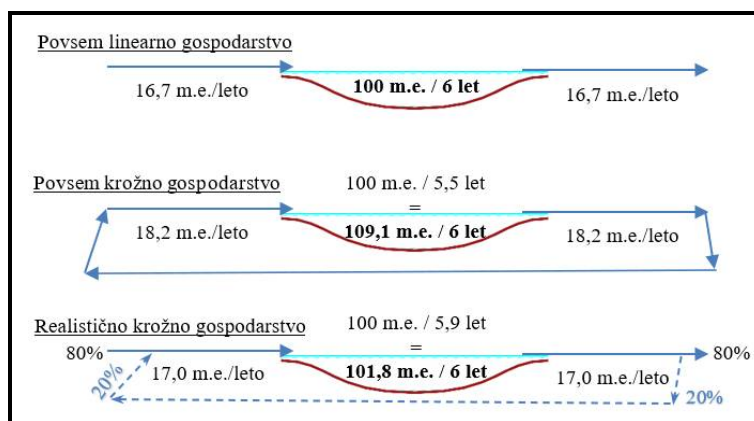 Povsem linearno gospodarstvo
16,7 m.e./leto
100 m.e. / 6 let
16,7 m.e./leto
Povsem krožno gospodarstvo
100 m.e. / 5,5 let
=
18,2 m.e./leto
109,1 m.e. / 6 let
18,2 m.e./leto
Realistično krožno gospodarstvo
100 m.e. / 5,9 let
80%
=
80%
20%
17,0 m.e./leto
101,8 m.e. / 6 let
17,0 m.e./leto
20%